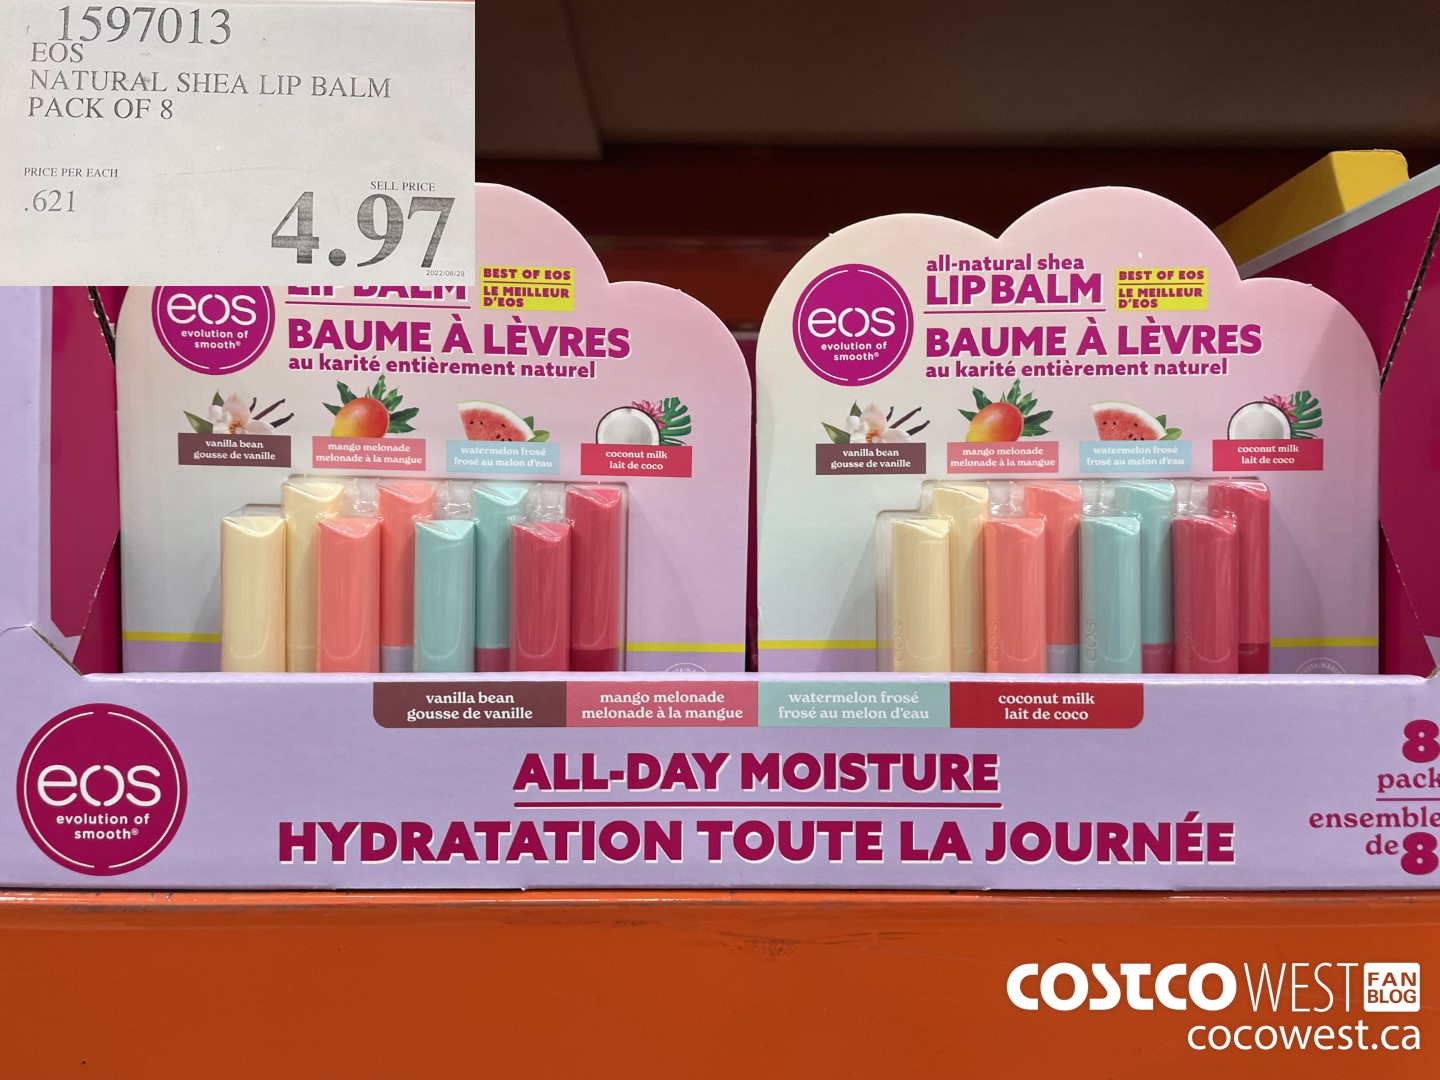 1597013
EOS
NATURAL SHEA LIP BALM
PACK OF 8
PRICE PER EACH
.621
SELL PRICE
4.97
2022/08/29
eos
evolution of
smooth®
LIP BALM
BEST OF EOS
LE MEILLEUR
D'EOS
BAUME À LÈVRES
au karité entièrement naturel
vanilla bean
gousse de vanille
mango melonade
melonade à la mangue
watermelon frosé
frosé au melon d'eau
coconut milk
lait de coco
eos
evolution of
smooth®
all-natural shea
LIP BALM
BEST OF EOS
LE MEILLEUR
D'EOS
BAUME À LÈVRES
au karité entièrement naturel
vanilla bean
gousse de vanille
mango melonade
melonade à la mangue
watermelon frosé
frosé au melon d'eau
coconut milk
lait de coco
eos
eos
eos
vanilla bean
gousse de vanille
mango melonade
melonade à la mangue
watermelon frosé
frosé au melon d'eau
coconut milk
lait de coco
eos
evolution of
smooth®
ALL-DAY MOISTURE
HYDRATATION TOUTE LA JOURNÉE
8
pack
ensemble
de 8
COSTCO WEST FAN BLOG
cocowest.ca